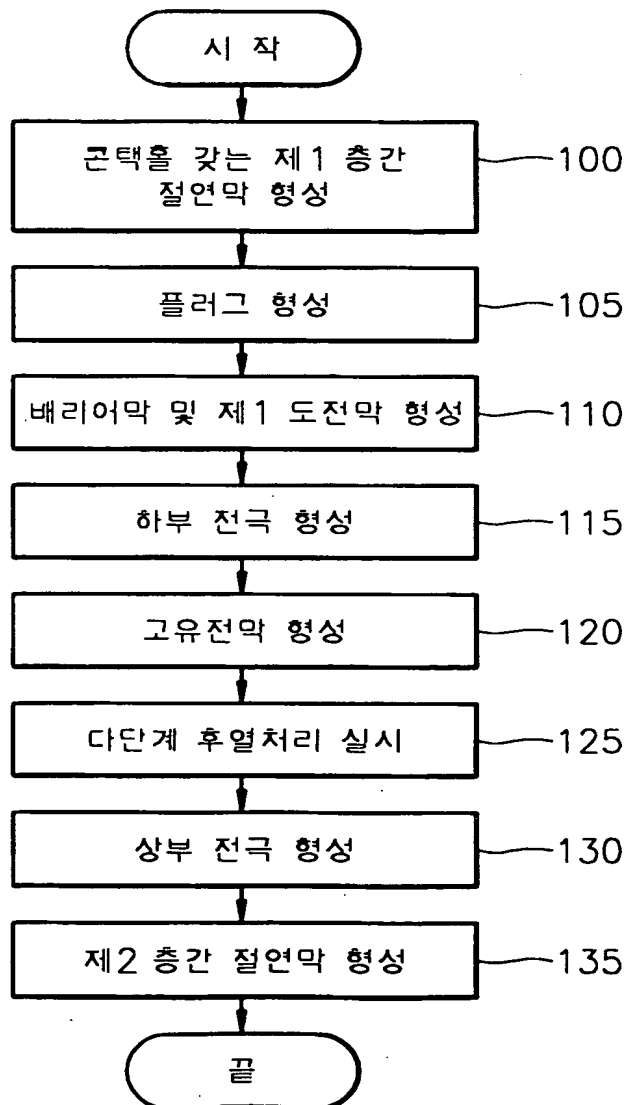 시 작
콘택홀 갖는 제1 층간
절연막 형성
100
플러그 형성
105
배리어막 및 제1 도전막 형성
110
하부 전극 형성
115
고유전막 형성
120
다단계 후열처리 실시
125
상부 전극 형성
130
제2 층간 절연막 형성
135
끝